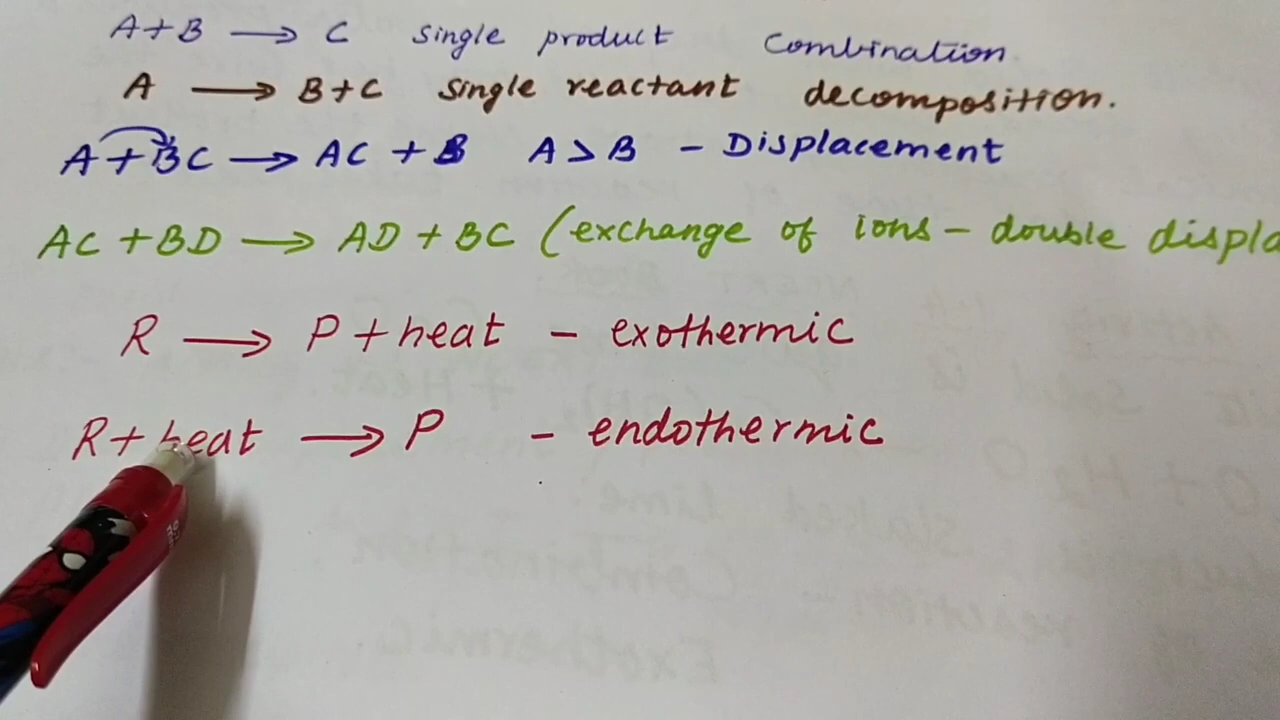 A + B → C single product Combination
A → B + C single reactant decomposition.
A + BC → AC + B A > B - Displacement
AC + BD → AD + BC (exchange of ions - double displa
R → P + heat - exothermic
R + heat → P - endothermic